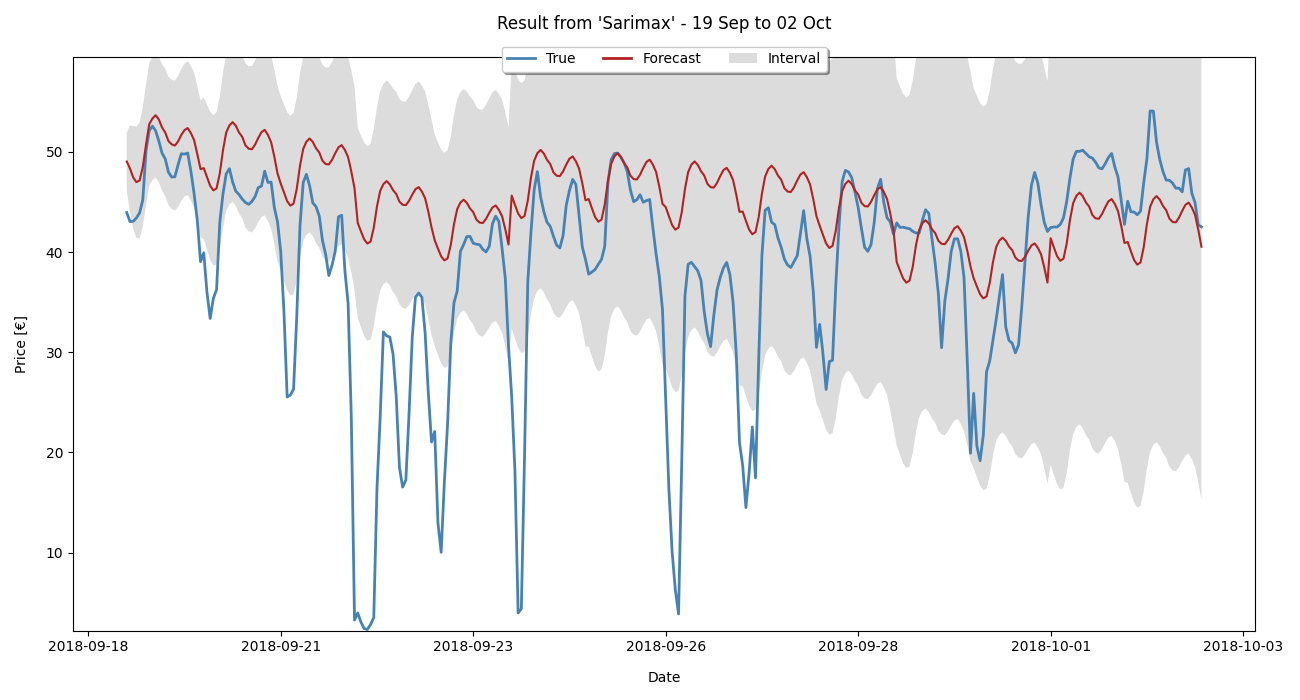 Result from 'Sarimax' - 19 Sep to 02 Oct
True Forecast Interval
Price [€]
50
40
30
20
10
2018-09-18 2018-09-21 2018-09-23 2018-09-26 2018-09-28 2018-10-01 2018-10-03
Date